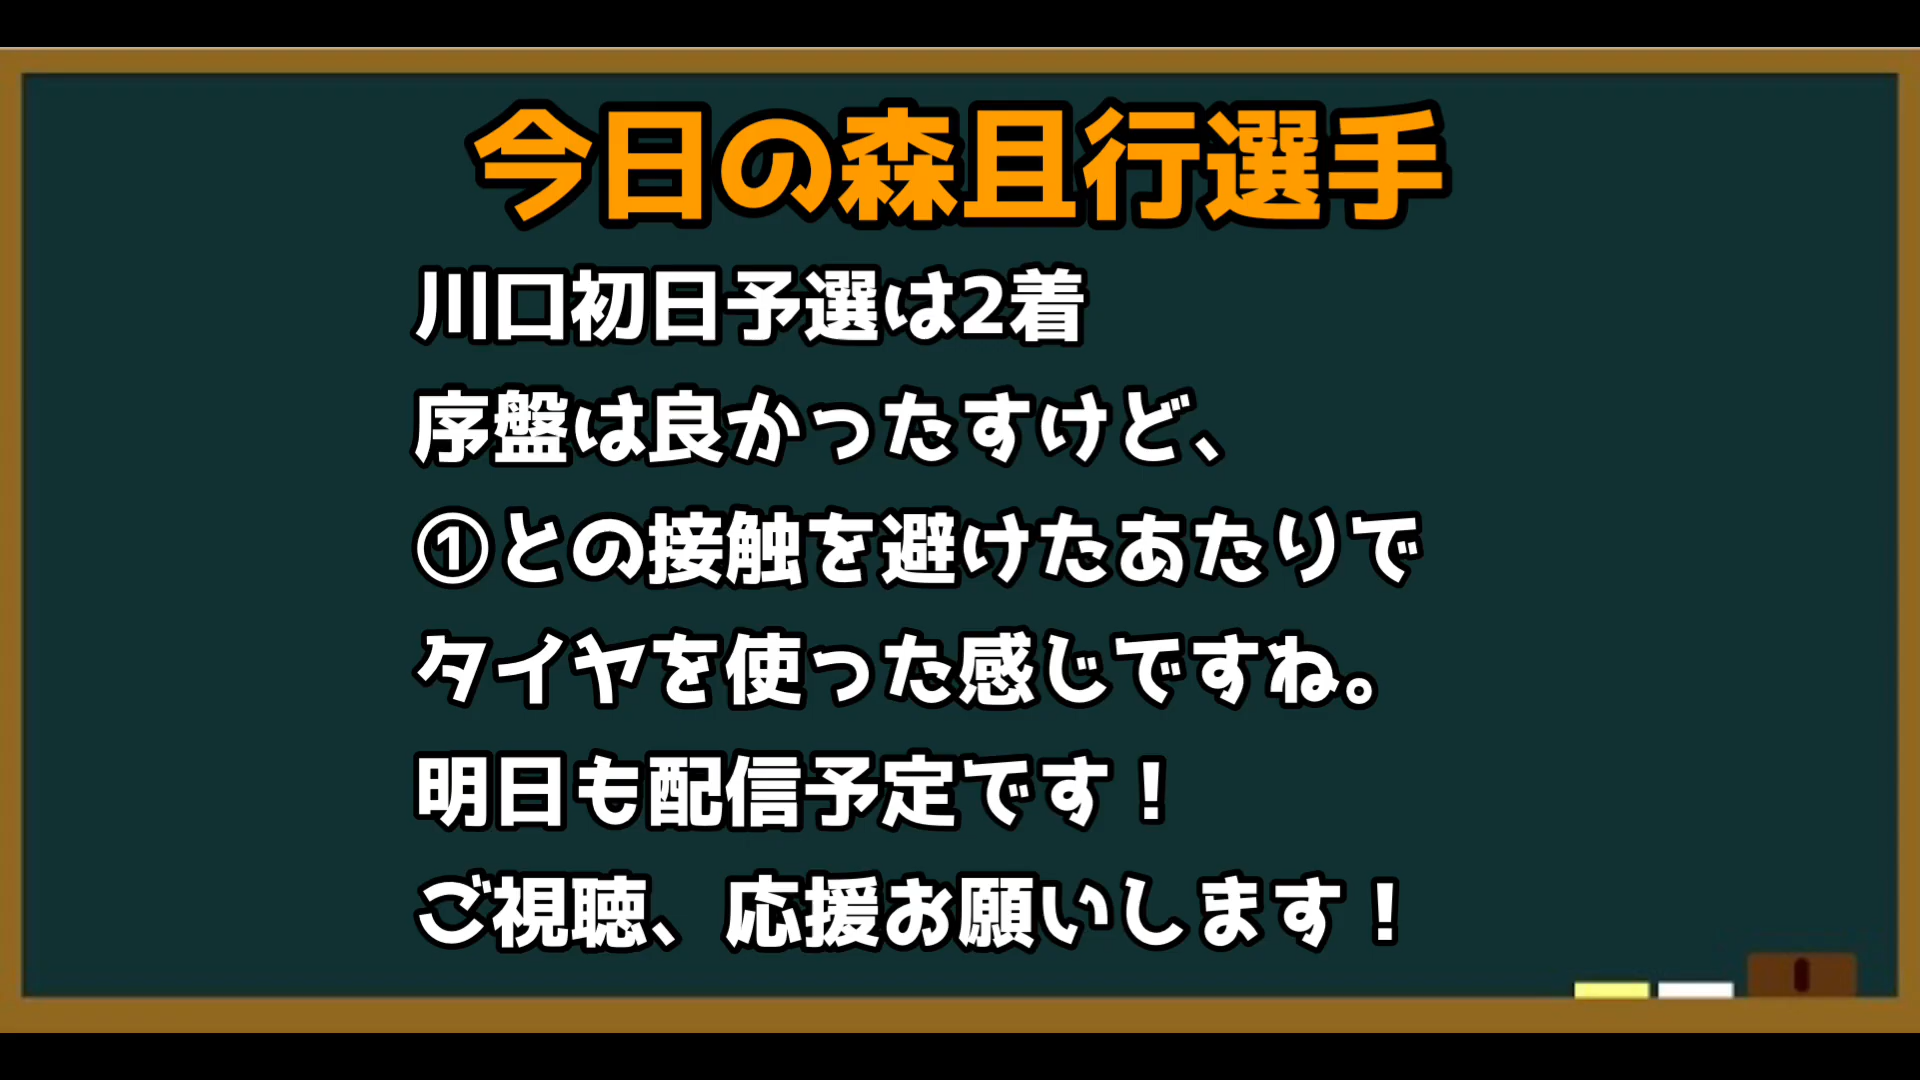 今日の森且行選手
川口初日予選は2着
序盤は良かったすけど、
①との接触を避けたあたりで
タイヤを使った感じですね。
明日も配信予定です！
ご視聴、応援お願いします！